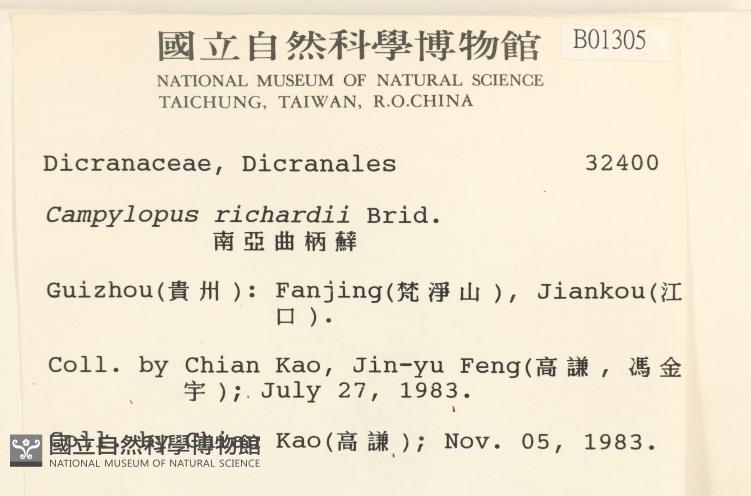 國立自然科學博物館
B01305
NATIONAL MUSEUM OF NATURAL SCIENCE
TAICHUNG, TAIWAN, R.O.CHINA
Dicranaceae, Dicranales 32400
Campylopus richardii Brid.
南亞曲柄蘚
Guizhou(貴州): Fanjing(梵淨山), Jiankou(江
口).
Coll. by Chian Kao, Jin-yu Feng(高謙, 馮金
宇); July 27, 1983.
Coll. by Chian Kao(高謙); Nov. 05, 1983.
國立自然科學博物館
NATIONAL MUSEUM OF NATURAL SCIENCE